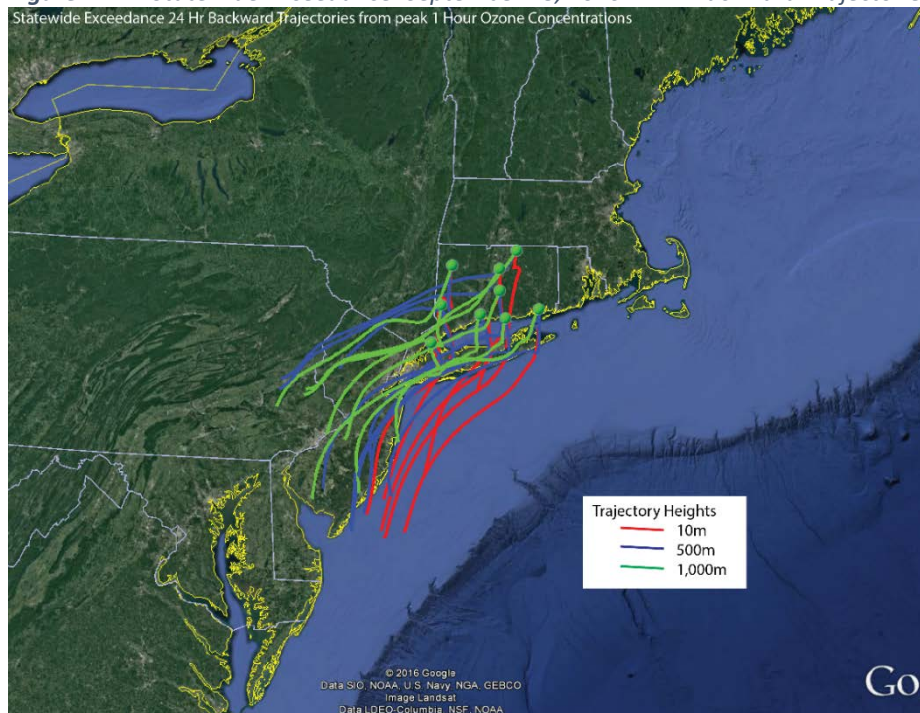 Statewide Exceedance 24 Hr Backward Trajectories from peak 1 Hour Ozone Concentrations
Trajectory Heights
10m
500m
1,000m
© 2016 Google
Data SIO, NOAA, U.S. Navy, NGA, GEBCO
Image Landsat
Data LDEO-Columbia, NSF, NOAA
Go